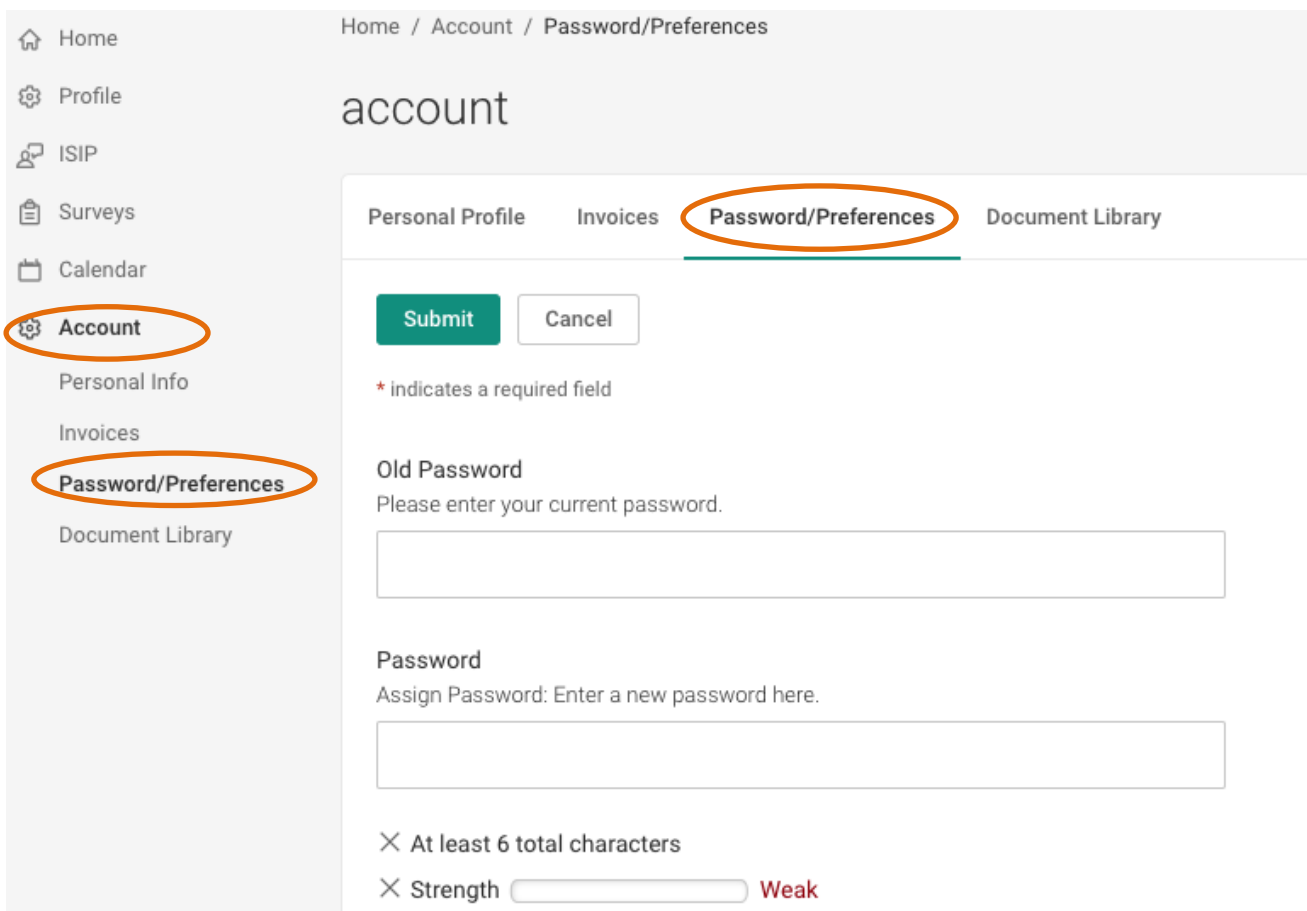 Home
Profile
ISIP
Surveys
Calendar
Account
Personal Info
Invoices
Password/Preferences
Document Library
Home / Account / Password/Preferences
account
Personal Profile Invoices Password/Preferences Document Library
Submit Cancel
* indicates a required field
Old Password
Please enter your current password.
Password
Assign Password: Enter a new password here.
At least 6 total characters
Strength Weak